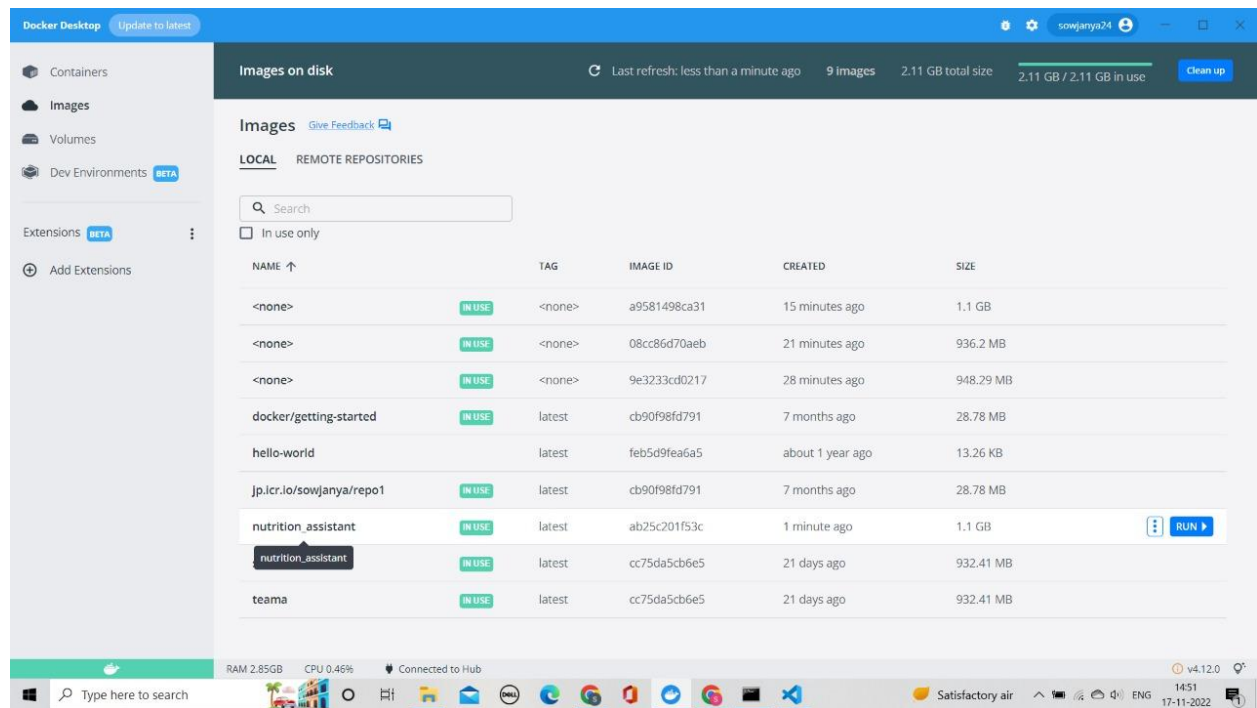 Docker Desktop Update to latest sowjanya24
Containers
Images
Volumes
Dev Environments BETA
Extensions BETA
Add Extensions
Images on disk Last refresh: less than a minute ago 9 images 2.11 GB total size 2.11 GB / 2.11 GB in use Clean up
Images Give Feedback
LOCAL REMOTE REPOSITORIES
Search
In use only
NAME TAG IMAGE ID CREATED SIZE
<none> IN USE <none> a9581498ca31 15 minutes ago 1.1 GB
<none> IN USE <none> 08cc86d70aeb 21 minutes ago 936.2 MB
<none> IN USE <none> 9e3233cd0217 28 minutes ago 948.29 MB
docker/getting-started IN USE latest cb90f98fd791 7 months ago 28.78 MB
hello-world latest feb5d9fea6a5 about 1 year ago 13.26 KB
jp.icr.io/sowjanya/repo1 IN USE latest cb90f98fd791 7 months ago 28.78 MB
nutrition_assistant IN USE latest ab25c201f53c 1 minute ago 1.1 GB RUN
nutrition_assistant
IN USE latest cc75da5cb6e5 21 days ago 932.41 MB
teama IN USE latest cc75da5cb6e5 21 days ago 932.41 MB
RAM 2.85GB CPU 0.46% Connected to Hub v4.12.0
Type here to search DELL Satisfactory air ENG 14:51
17-11-2022
1